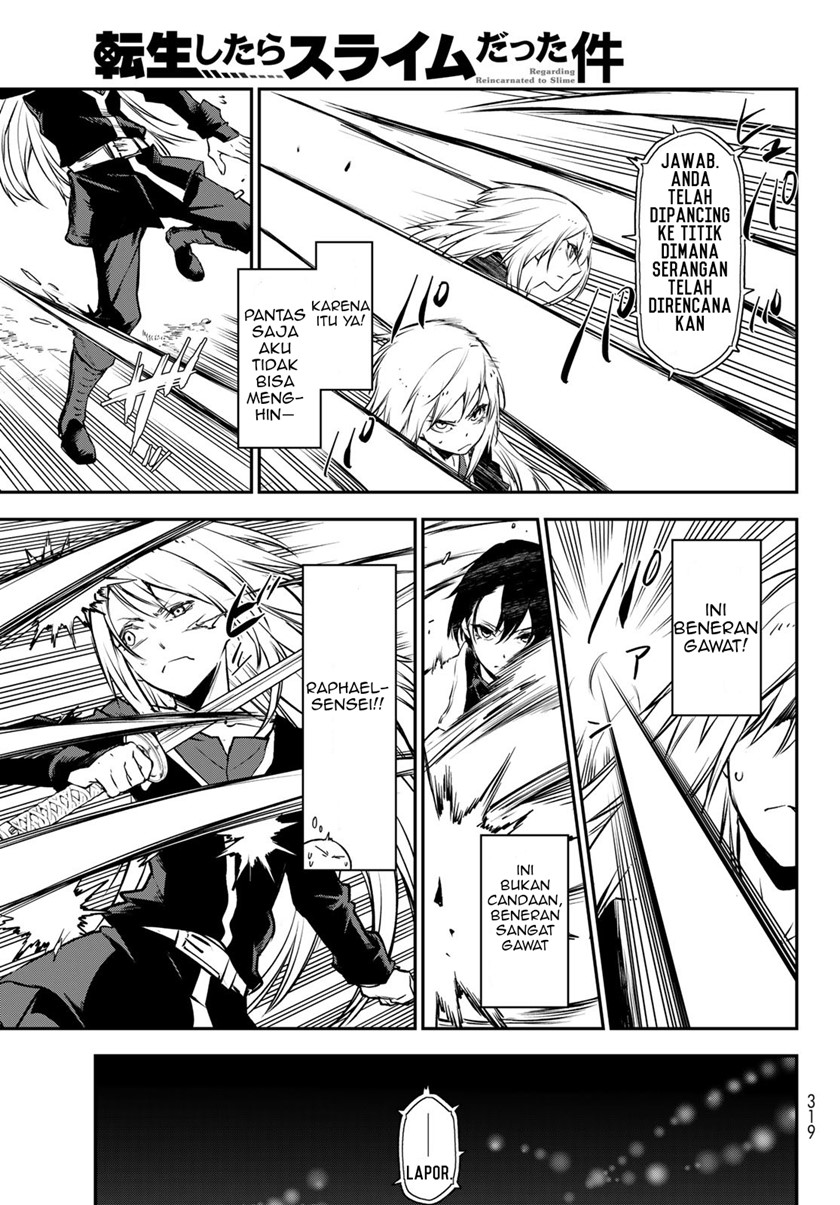 転生したらスライムだった件
Regarding
Reincarnated to Slime
JAWAB.
ANDA
TELAH
DIPANCING
KE TITIK
DIMANA
SERANGAN
TELAH
DIRENCANA
KAN
KARENA
ITU YA!
PANTAS
SAJA
AKU
TIDAK
BISA
MENG-
HIN—
INI
BENERAN
GAWAT!
INI
BUKAN
CANDAAN,
BENERAN
SANGAT
GAWAT
RAPHAEL-
SENSEI!!
—
LAPOR.
319